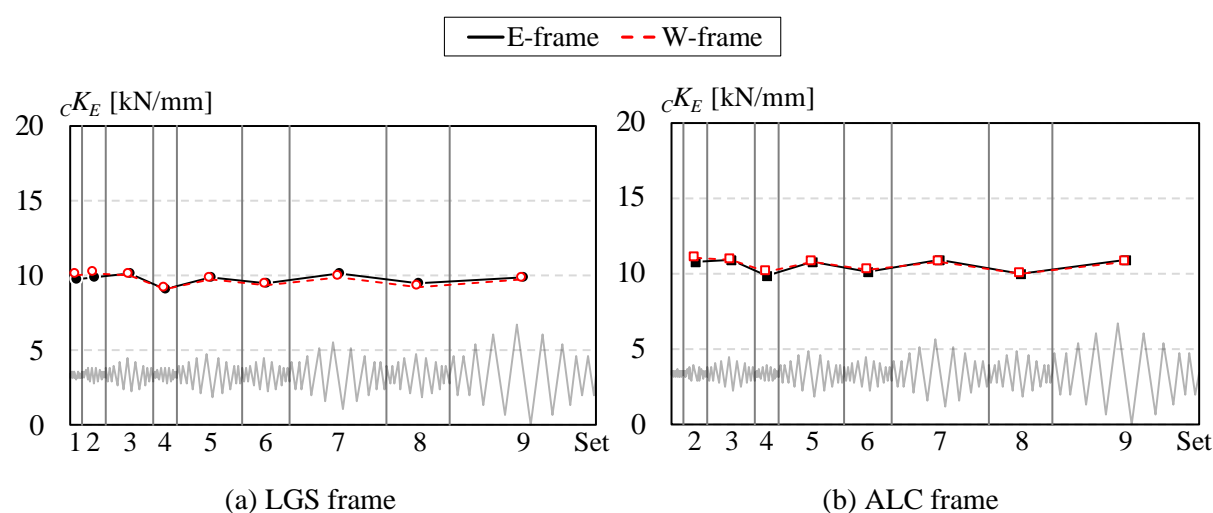 E-frame W-frame
cKE [kN/mm]
20
15
10
5
0
1 2 3 4 5 6 7 8 9 Set
(a) LGS frame
cKE [kN/mm]
20
15
10
5
0
2 3 4 5 6 7 8 9 Set
(b) ALC frame